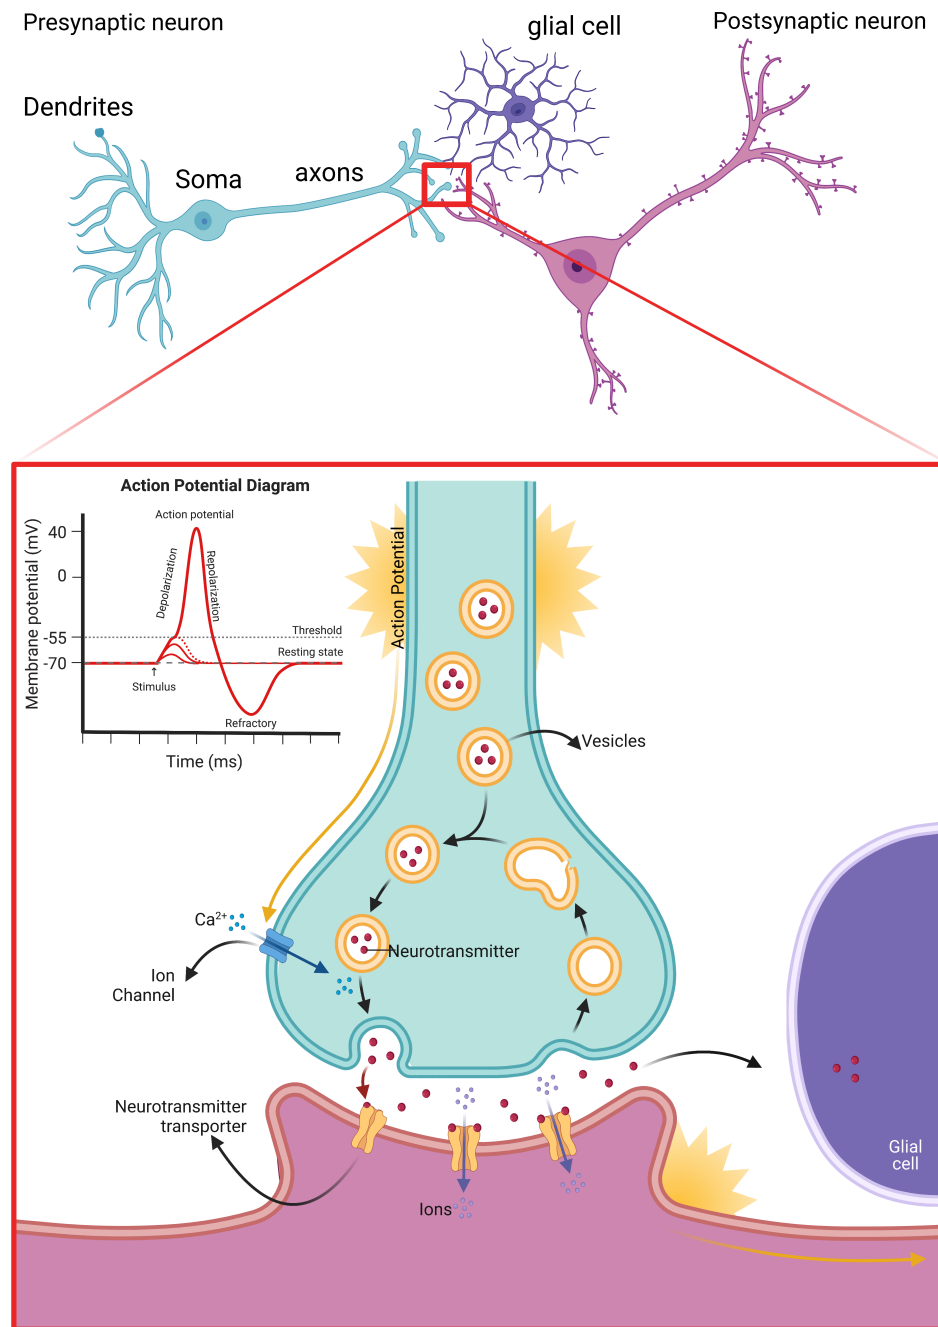 Presynaptic neuron
glial cell
Postsynaptic neuron
Dendrites
Soma
axons
Action Potential Diagram
Membrane potential (mV)
40
0
-55
-70
Action potential
Depolarization
Repolarization
Threshold
Resting state
Stimulus
Refractory
Time (ms)
Action Potential
Vesicles
Ca2+
Ion
Channel
Neurotransmitter
Neurotransmitter
transporter
Ions
Glial
cell